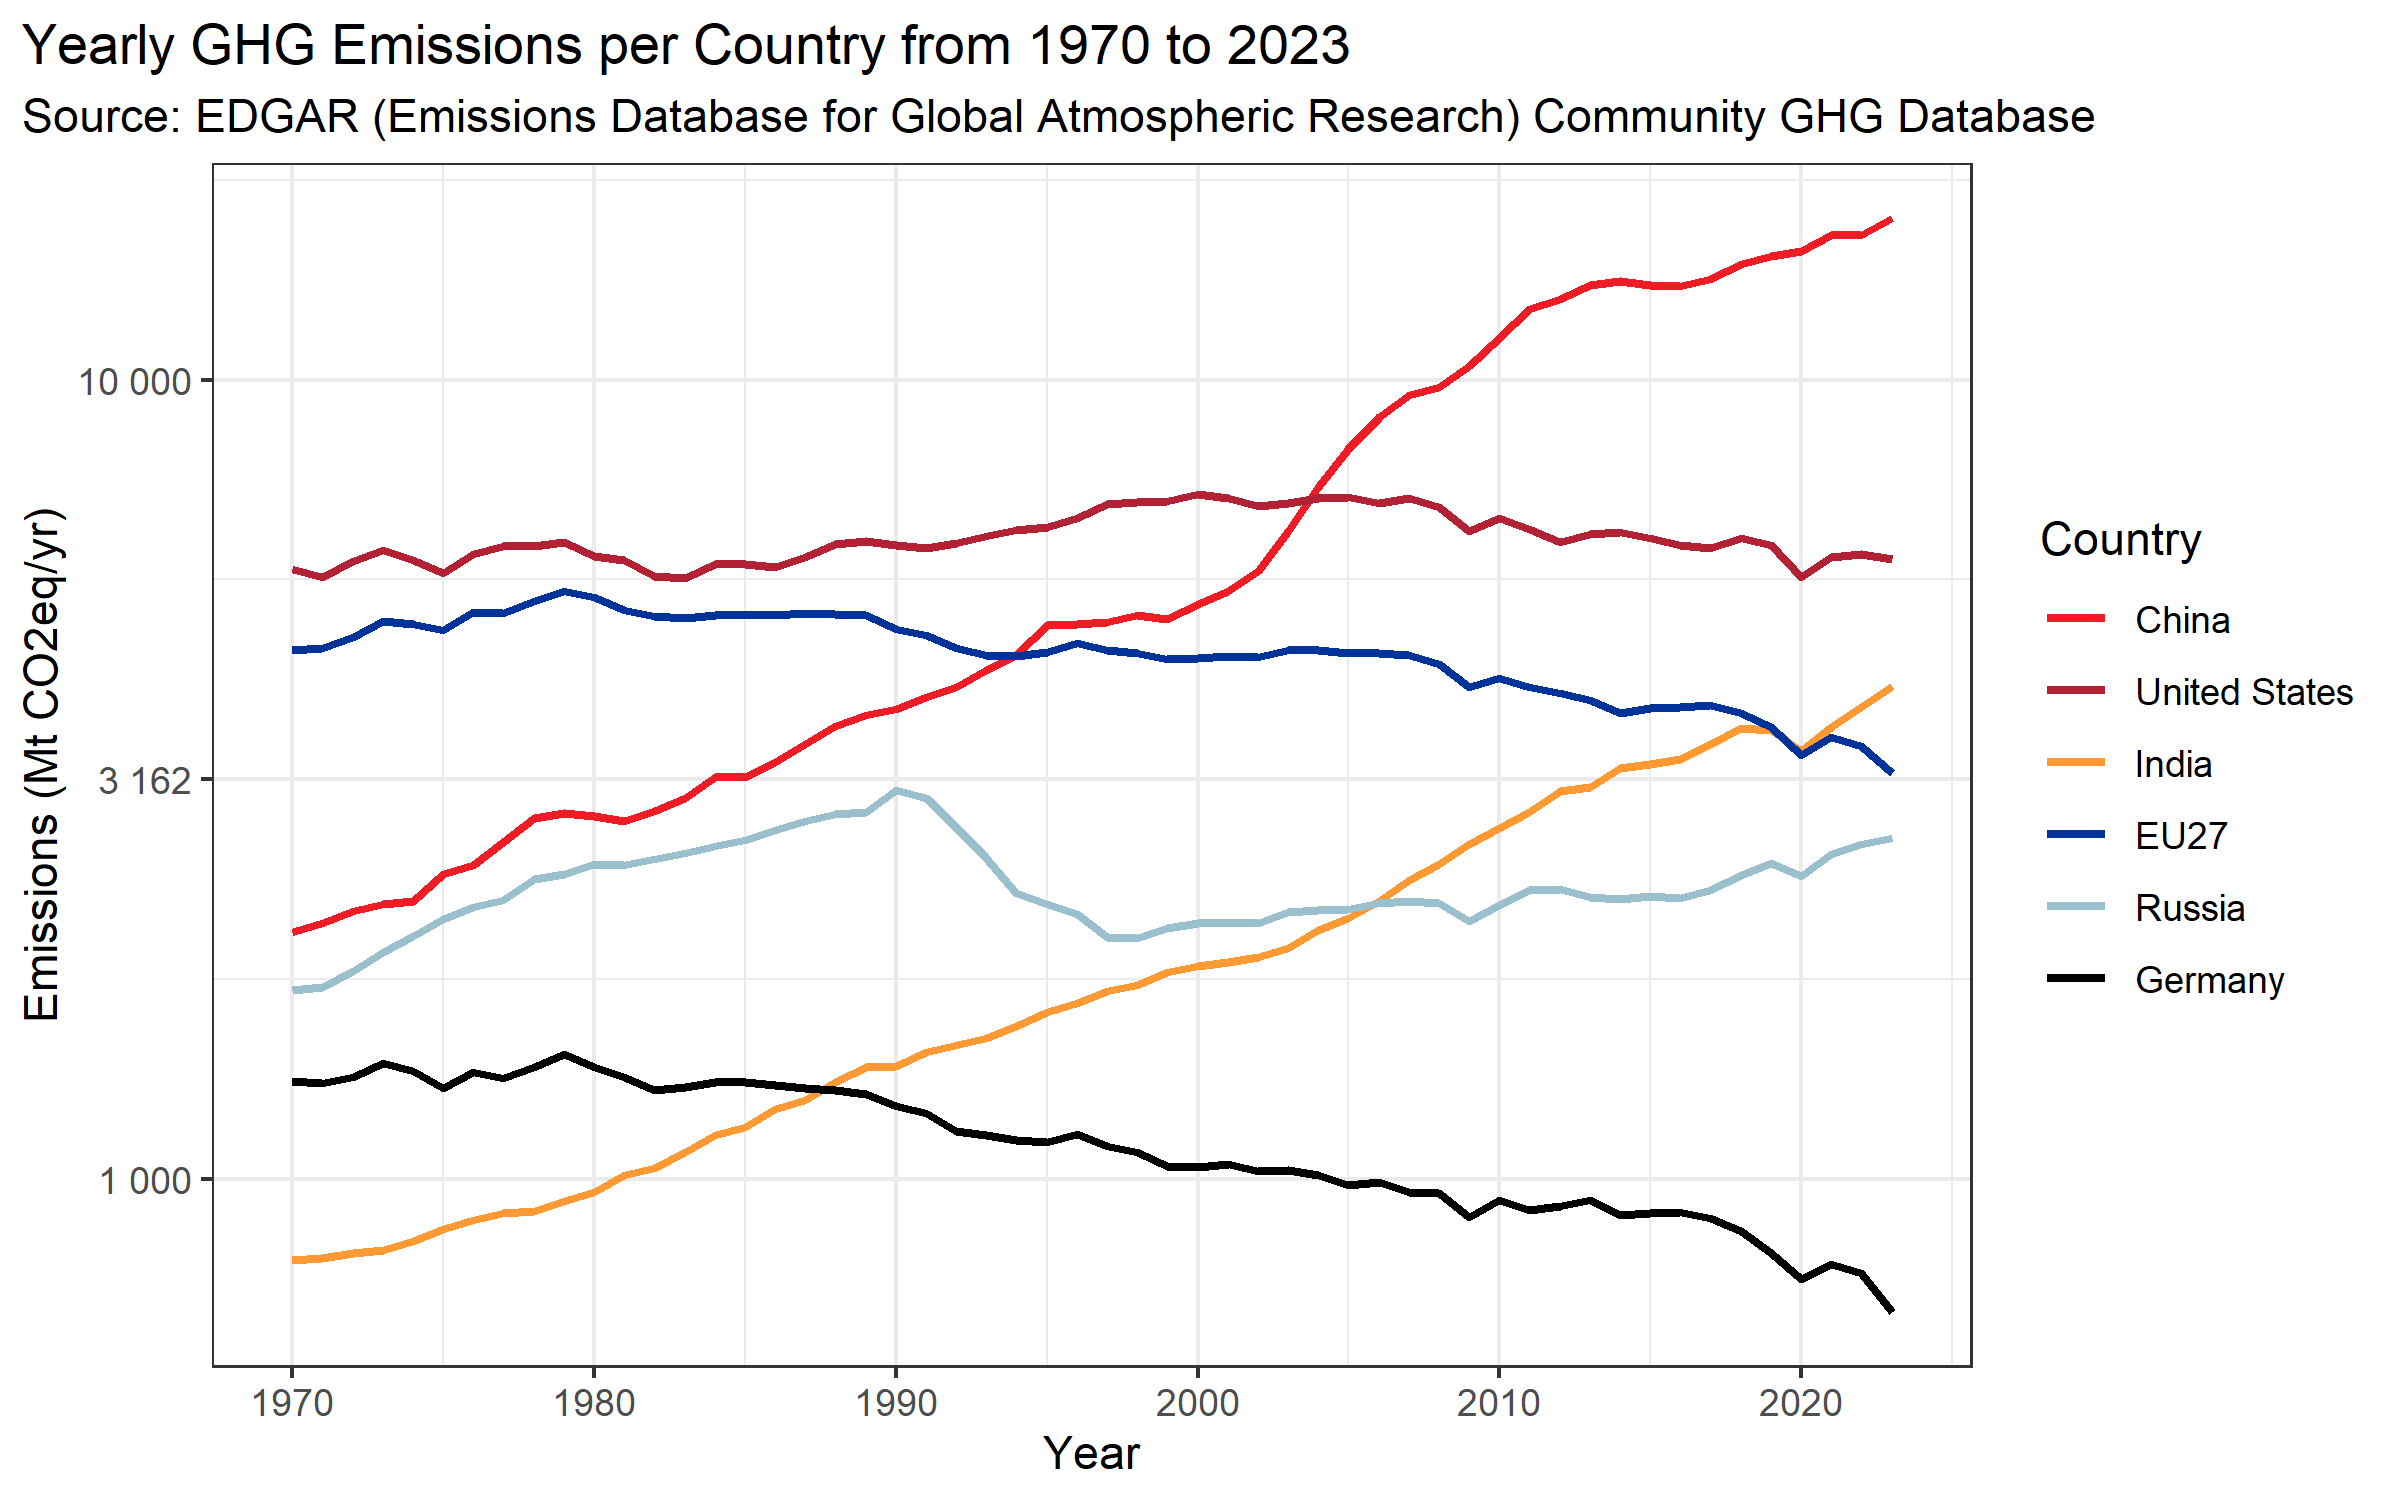 Yearly GHG Emissions per Country from 1970 to 2023
Source: EDGAR (Emissions Database for Global Atmospheric Research) Community GHG Database
Emissions (Mt CO2eq/yr)
10 000
3 162
1 000
1970 1980 1990 2000 2010 2020
Year
Country
China
United States
India
EU27
Russia
Germany